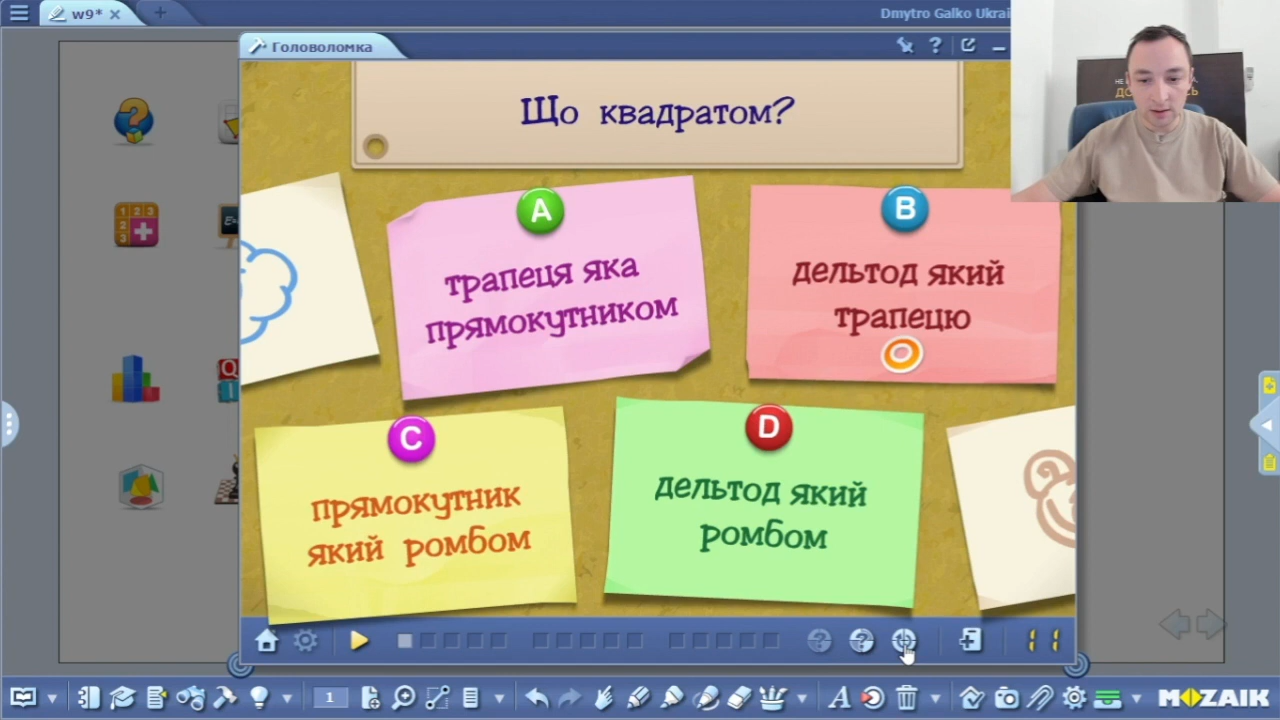 w9*
Dmytro Galko Ukrai
Головоломка
Що квадратом?
A
трапеця яка
прямокутником
B
дельтод який
трапецю
C
прямокутник
який ромбом
D
дельтод який
ромбом
11
1
MOZAIK